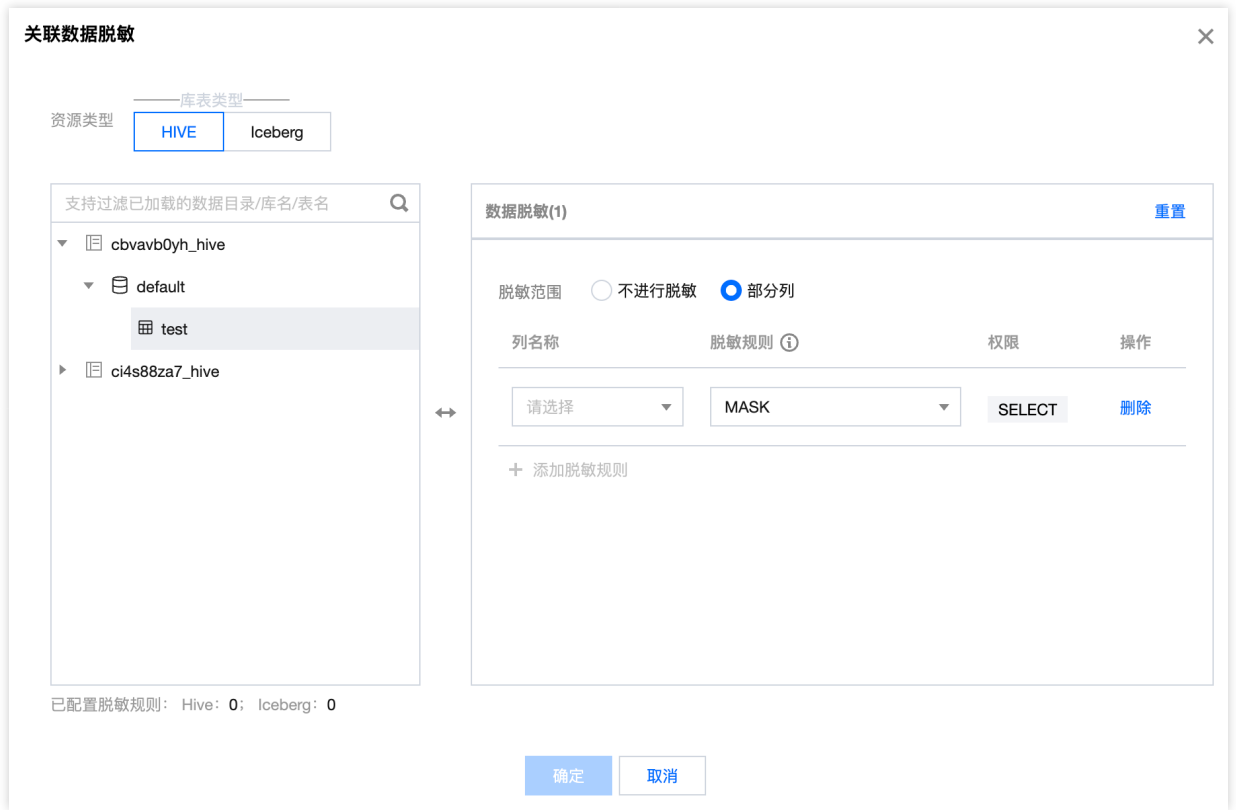 关联数据脱敏
库表类型
资源类型
HIVE Iceberg
支持过滤已加载的数据目录/库名/表名
cbvavb0yh_hive
default
test
ci4s88za7_hive
数据脱敏(1) 重置
脱敏范围 不进行脱敏 部分列
列名称 脱敏规则 权限 操作
请选择 MASK SELECT 删除
添加脱敏规则
已配置脱敏规则： Hive：0； Iceberg：0
确定 取消